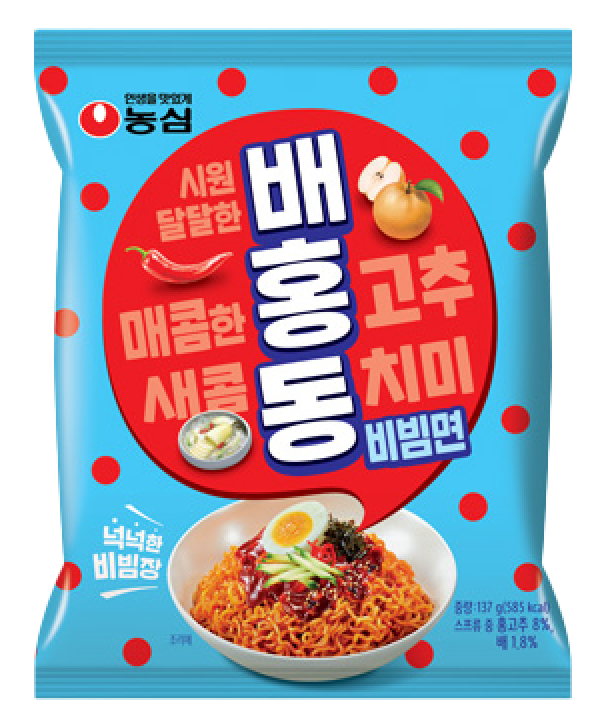 인생을 맛있게
농심
시원
달달한
배홍동
매콤한
고추
새콤
치미
비빔면
넉넉한
비빔장
조리예
중량:137 g(585 kcal)
스프류 중 홍고추 8%,
배 1.8%